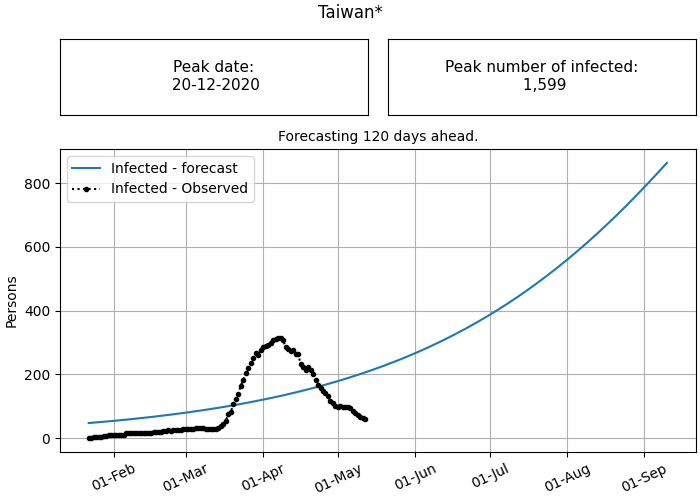 Taiwan*
Peak date:
20-12-2020
Peak number of infected:
1,599
Forecasting 120 days ahead.
Infected - forecast
Infected - Observed
Persons
800
600
400
200
0
01-Feb
01-Mar
01-Apr
01-May
01-Jun
01-Jul
01-Aug
01-Sep